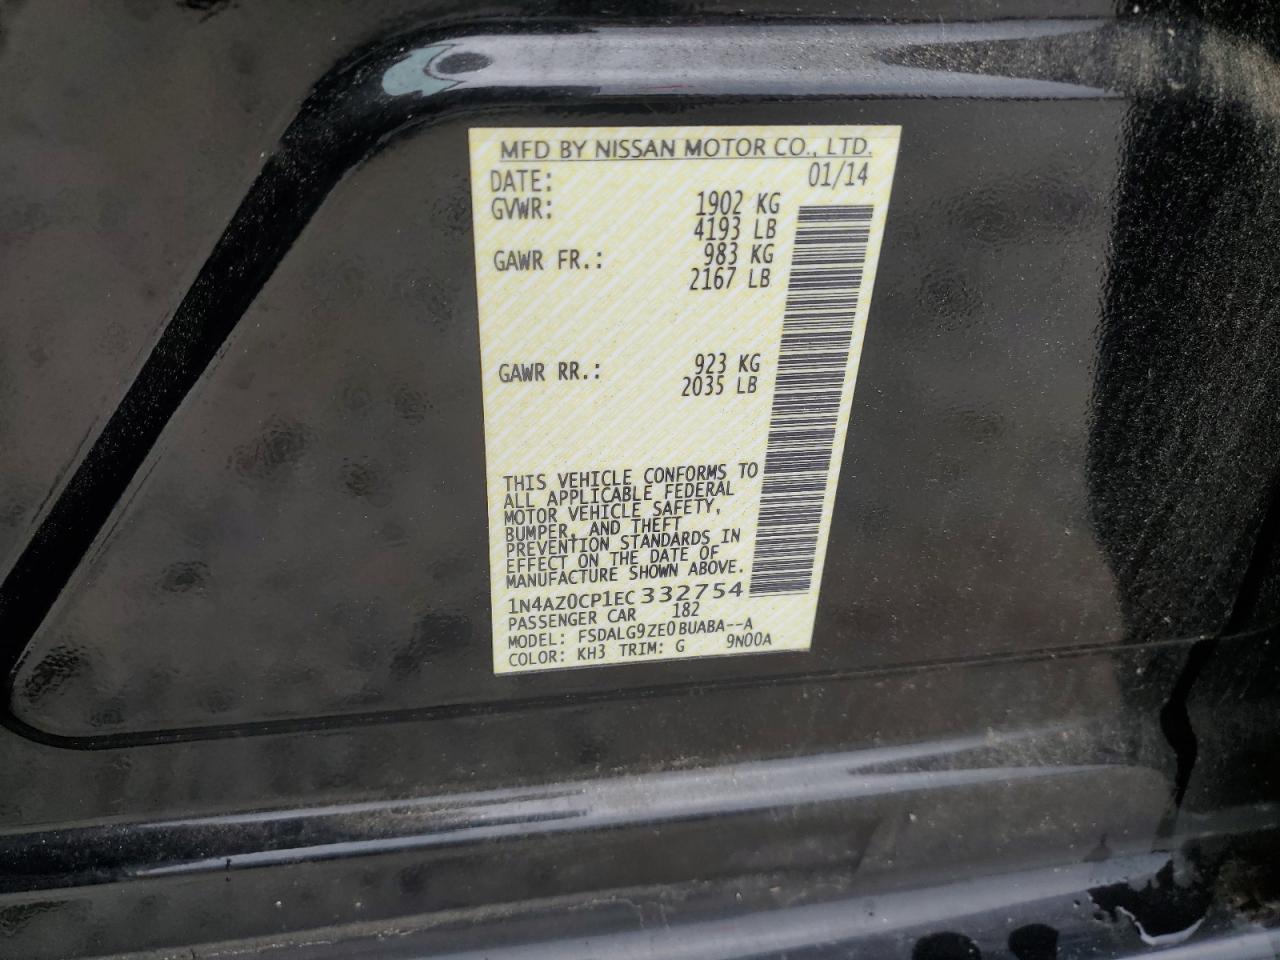 MFD BY NISSAN MOTOR CO., LTD.
DATE: 01/14
GVWR: 1902 KG
4193 LB
GAWR FR.: 983 KG
2167 LB
GAWR RR.: 923 KG
2035 LB
THIS VEHICLE CONFORMS TO
ALL APPLICABLE FEDERAL
MOTOR VEHICLE SAFETY,
BUMPER, AND THEFT
PREVENTION STANDARDS IN
EFFECT ON THE DATE OF
MANUFACTURE SHOWN ABOVE.
1N4AZ0CP1EC332754
PASSENGER CAR 182
MODEL: FSDALG9ZE0BUABA--A
COLOR: KH3 TRIM: G 9N00A